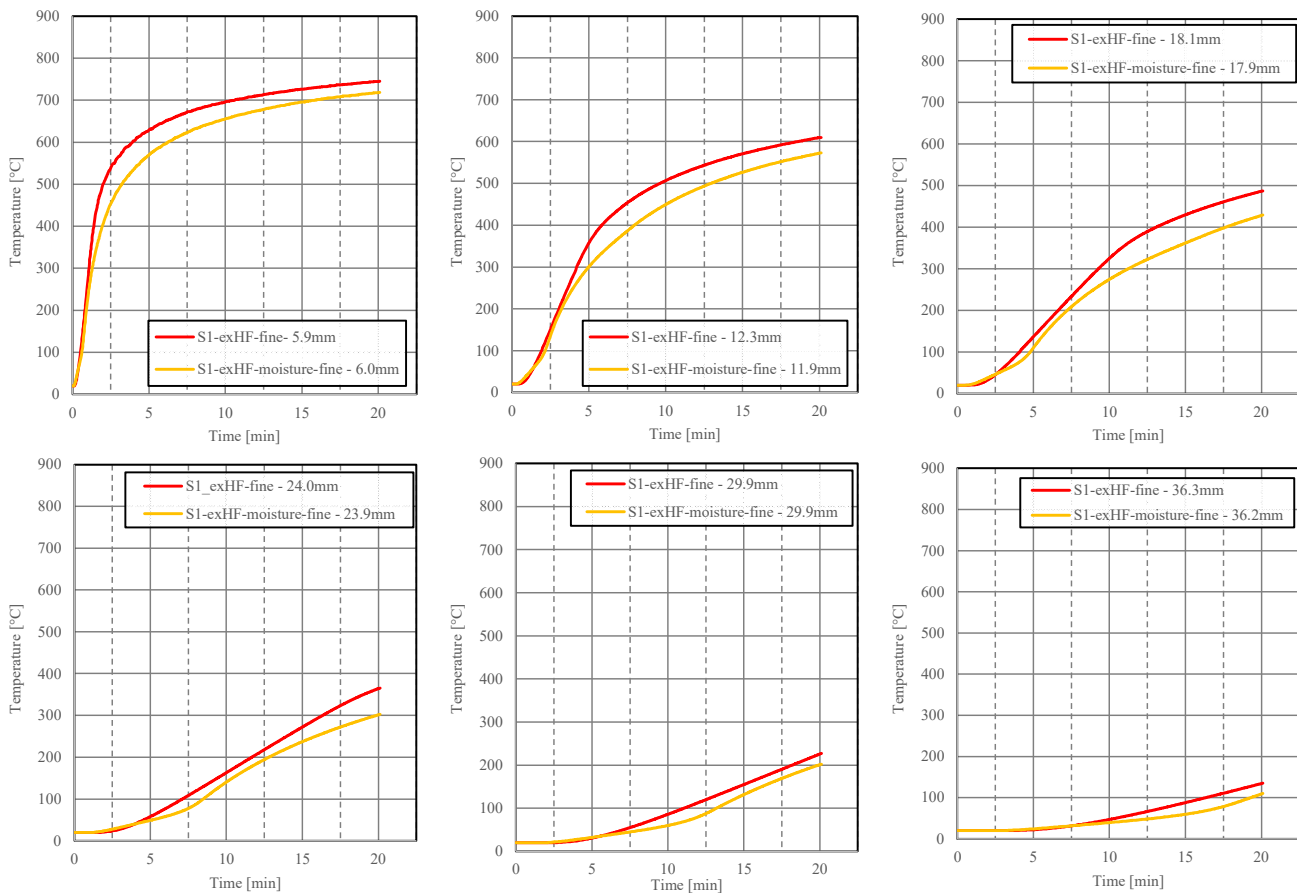 900
800
700
600
500
400
300
200
100
0
Temperature [°C]
S1-exHF-fine- 5.9mm
S1-exHF-moisture-fine - 6.0mm
0 5 10 15 20
Time [min]
900
800
700
600
500
400
300
200
100
0
Temperature [°C]
S1-exHF-fine - 12.3mm
S1-exHF-moisture-fine - 11.9mm
0 5 10 15 20
Time [min]
900
800
700
600
500
400
300
200
100
0
Temperature [°C]
S1-exHF-fine - 18.1mm
S1-exHF-moisture-fine - 17.9mm
0 5 10 15 20
Time [min]
900
800
700
600
500
400
300
200
100
0
Temperature [°C]
S1_exHF-fine - 24.0mm
S1-exHF-moisture-fine - 23.9mm
0 5 10 15 20
Time [min]
900
800
700
600
500
400
300
200
100
0
Temperature [°C]
S1-exHF-fine - 29.9mm
S1-exHF-moisture-fine - 29.9mm
0 5 10 15 20
Time [min]
900
800
700
600
500
400
300
200
100
0
Temperature [°C]
S1-exHF-fine - 36.3mm
S1-exHF-moisture-fine - 36.2mm
0 5 10 15 20
Time [min]